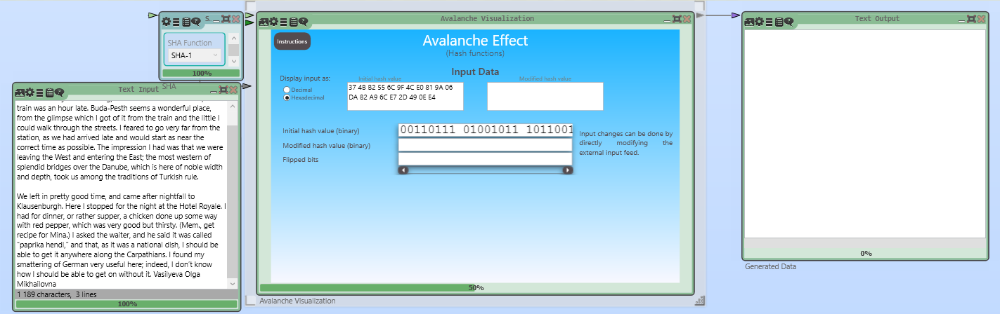 S...
SHA Function
SHA-1
100%
SHA
Text Input
train was an hour late. Buda-Pesth seems a wonderful place,
from the glimpse which I got of it from the train and the little I
could walk through the streets. I feared to go very far from the
station, as we had arrived late and would start as near the
correct time as possible. The impression I had was that we were
leaving the West and entering the East; the most western of
splendid bridges over the Danube, which is here of noble width
and depth, took us among the traditions of Turkish rule.
We left in pretty good time, and came after nightfall to
Klausenburgh. Here I stopped for the night at the Hotel Royale. I
had for dinner, or rather supper, a chicken done up some way
with red pepper, which was very good but thirsty. (Mem., get
recipe for Mina.) I asked the waiter, and he said it was called
“paprika hendl,” and that, as it was a national dish, I should be
able to get it anywhere along the Carpathians. I found my
smattering of German very useful here; indeed, I don't know
how I should be able to get on without it. Vasilyeva Olga
Mikhailovna
1 189 characters, 3 lines
100%
Avalanche Visualization
Instructions
Avalanche Effect
(Hash functions)
Input Data
Display input as:
Decimal
Hexadecimal
Initial hash value
37 4B B2 55 6C 9F 4C E0 81 9A 06
DA 82 A9 6C E7 2D 49 0E E4
Modified hash value
Initial hash value (binary)
00110111 01001011 1011001
Modified hash value (binary)
Flipped bits
Input changes can be done by
directly modifying the
external input feed.
50%
Avalanche Visualization
Text Output
0%
Generated Data